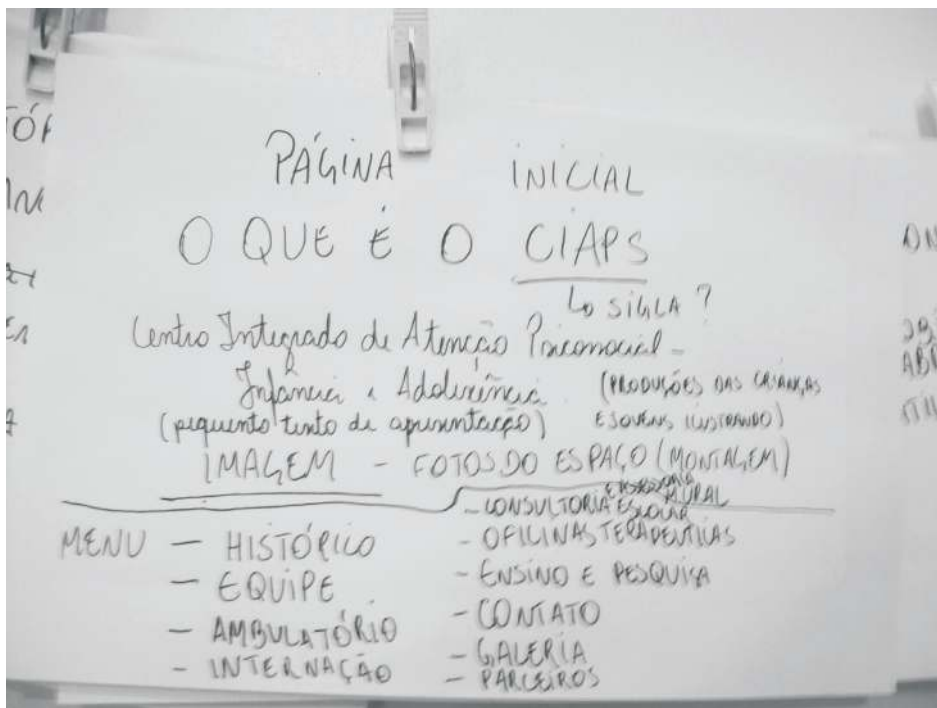 PÁGINA INICIAL
O QUE É O CIAPS
↳ SIGLA?
Centro Integrado de Atenção Psicossocial -
Infância e Adolescência (PRODUÇÕES DAS CRIANÇAS
(pequeno texto de apresentação) E JOVENS ILUSTRANDO)
IMAGEM - FOTOS DO ESPAÇO (MONTAGEM)
MENU
- HISTÓRICO
- EQUIPE
- AMBULATÓRIO
- INTERNAÇÃO
- CONSULTORIA ESCOLAR RURAL
- OFICINAS TERAPEUTICAS
- ENSINO E PESQUISA
- CONTATO
- GALERIA
- PARCEIROS